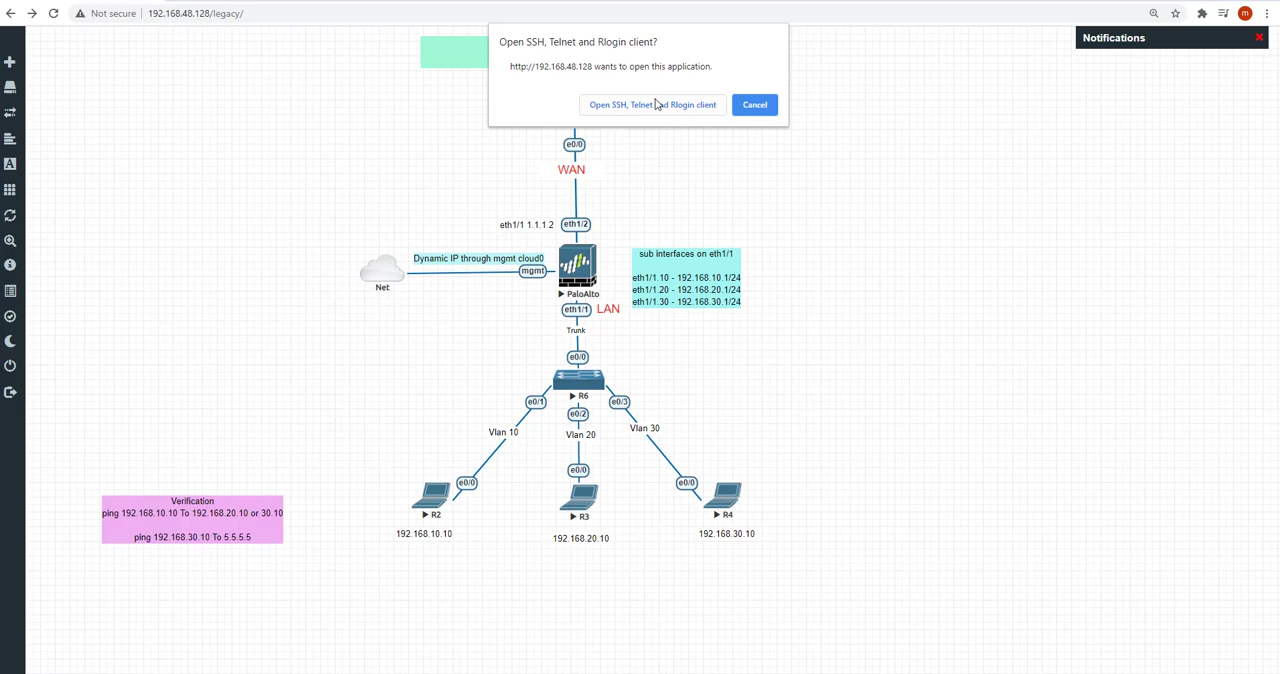 Not secure
192.168.48.128/legacy/
m
Notifications
Open SSH, Telnet and Rlogin client?
http://192.168.48.128 wants to open this application.
Open SSH, Telnet and Rlogin client
Cancel
e0/0
WAN
eth1/1 1.1.1.2
eth1/2
Dynamic IP through mgmt cloud0
mgmt
Net
PaloAlto
sub interfaces on eth1/1
eth1/1.10 - 192.168.10.1/24
eth1/1.20 - 192.168.20.1/24
eth1/1.30 - 192.168.30.1/24
eth1/1
LAN
Trunk
e0/0
R6
e0/1
e0/2
e0/3
Vlan 10
Vlan 20
Vlan 30
e0/0
e0/0
e0/0
R2
R3
R4
192.168.10.10
192.168.20.10
192.168.30.10
Verification
ping 192.168.10.10 To 192.168.20.10 or 30.10
ping 192.168.30.10 To 5.5.5.5